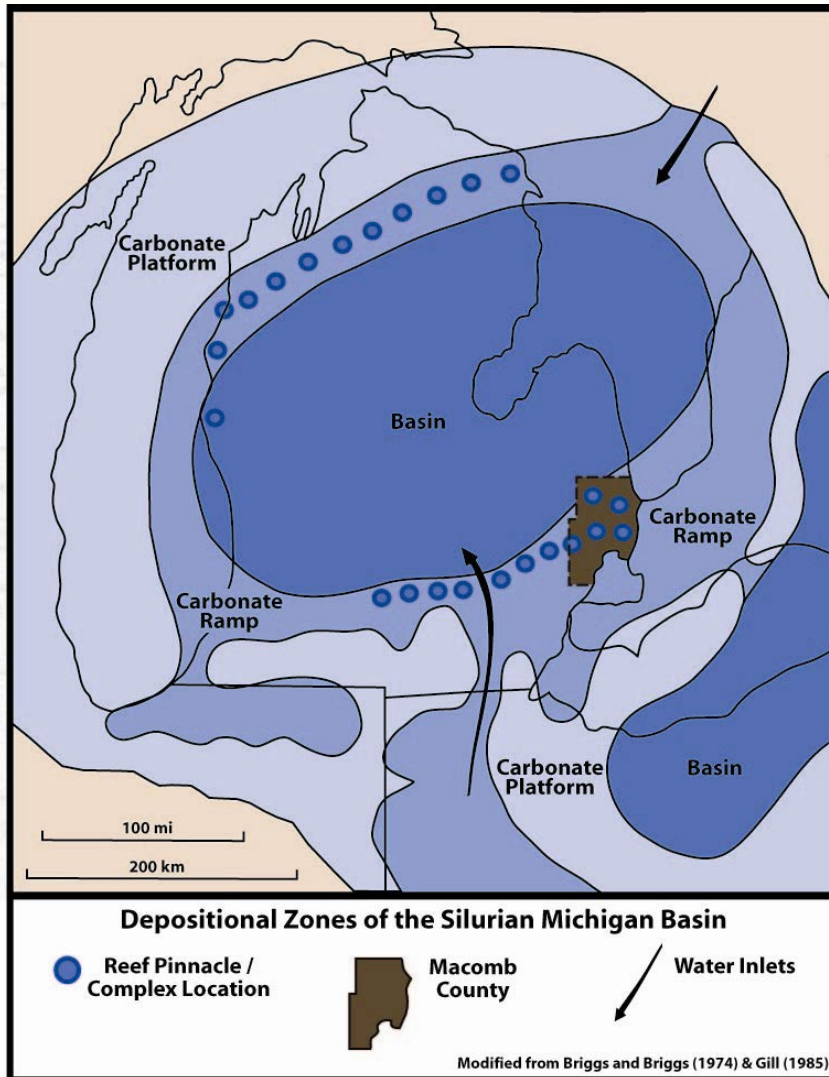 Carbonate
Platform
Basin
Carbonate
Ramp
Carbonate
Ramp
Carbonate
Platform
Basin
100 mi
200 km
Depositional Zones of the Silurian Michigan Basin
Reef Pinnacle /
Complex Location
Macomb
County
Water Inlets
Modified from Briggs and Briggs (1974) & Gill (1985)